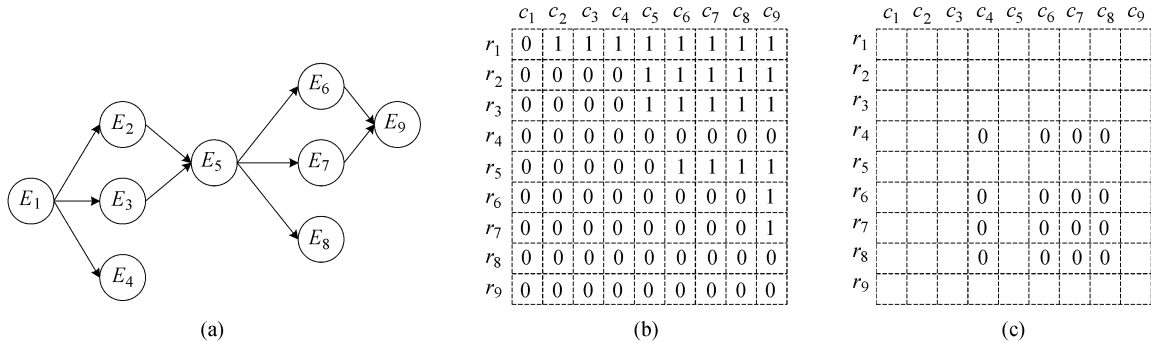 E1
E2
E3
E4
E5
E6
E7
E8
E9
(a)
c1 c2 c3 c4 c5 c6 c7 c8 c9
r1 0 1 1 1 1 1 1 1 1
r2 0 0 0 0 1 1 1 1 1
r3 0 0 0 0 1 1 1 1 1
r4 0 0 0 0 0 0 0 0 0
r5 0 0 0 0 0 1 1 1 1
r6 0 0 0 0 0 0 0 0 1
r7 0 0 0 0 0 0 0 0 1
r8 0 0 0 0 0 0 0 0 0
r9 0 0 0 0 0 0 0 0 0
(b)
c1 c2 c3 c4 c5 c6 c7 c8 c9
r1
r2
r3
r4 0 0 0 0
r5
r6 0 0 0 0
r7 0 0 0 0
r8 0 0 0 0
r9
(c)